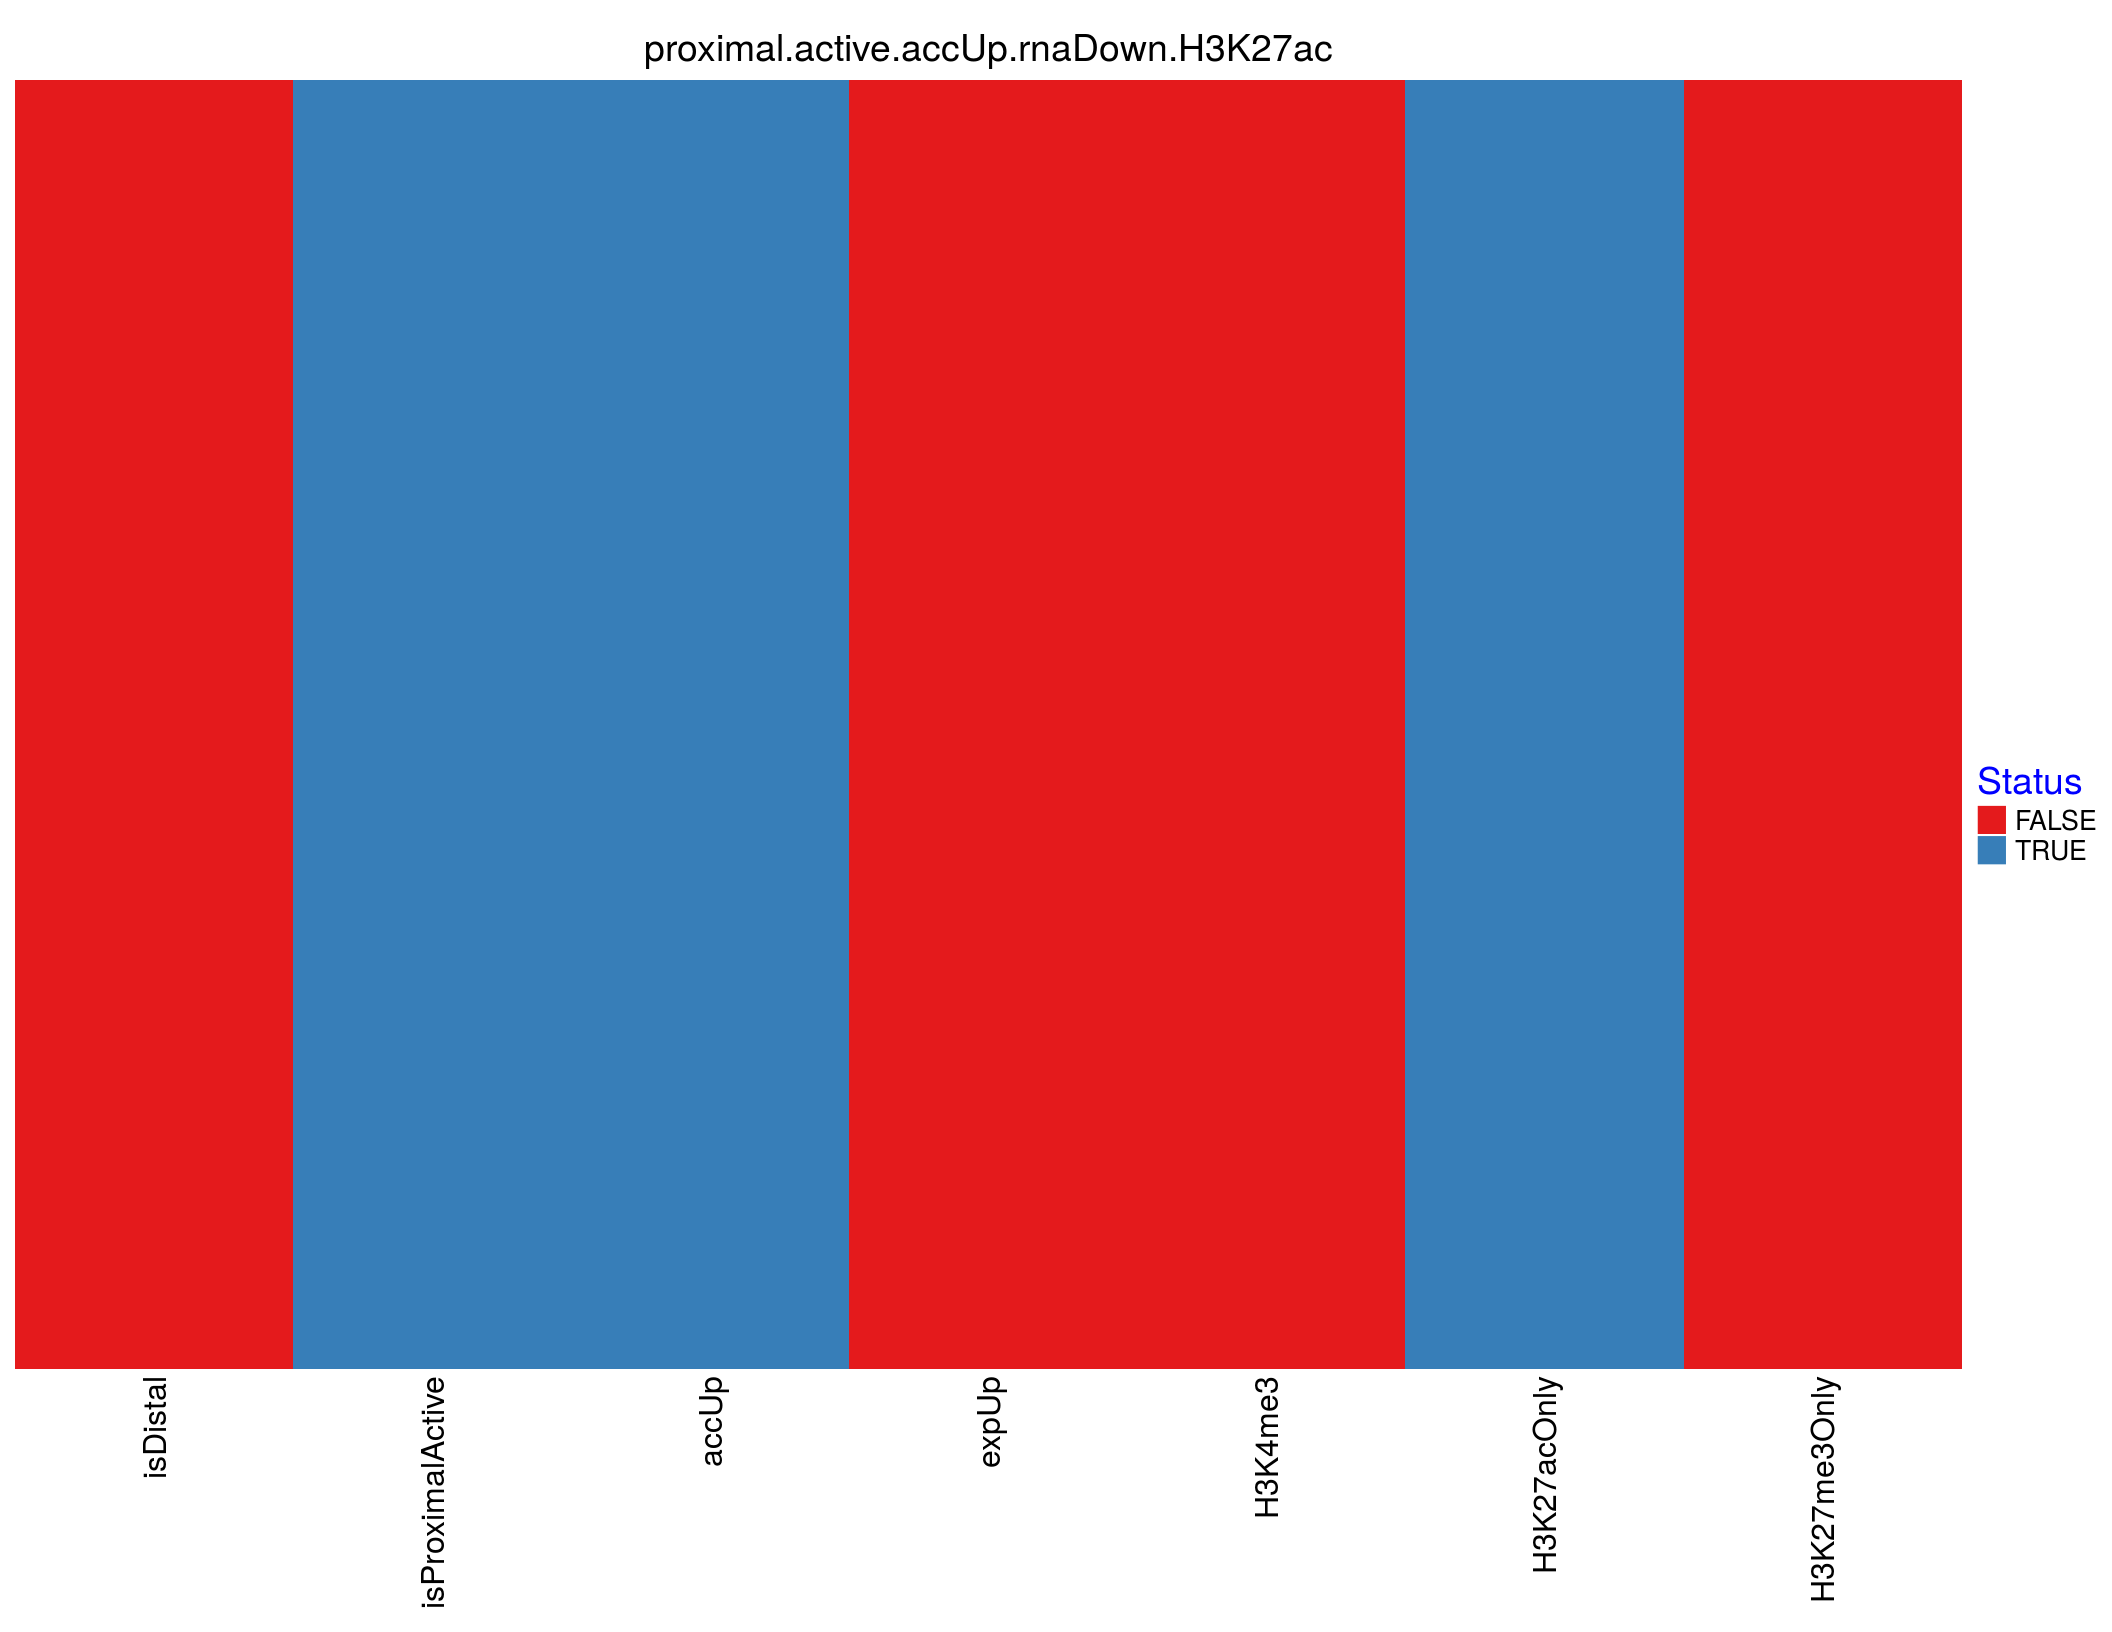 proximal.active.accUp.rnaDown.H3K27ac
Status
FALSE
TRUE
isDistal
isProximalActive
accUp
expUp
H3K4me3
H3K27acOnly
H3K27me3Only